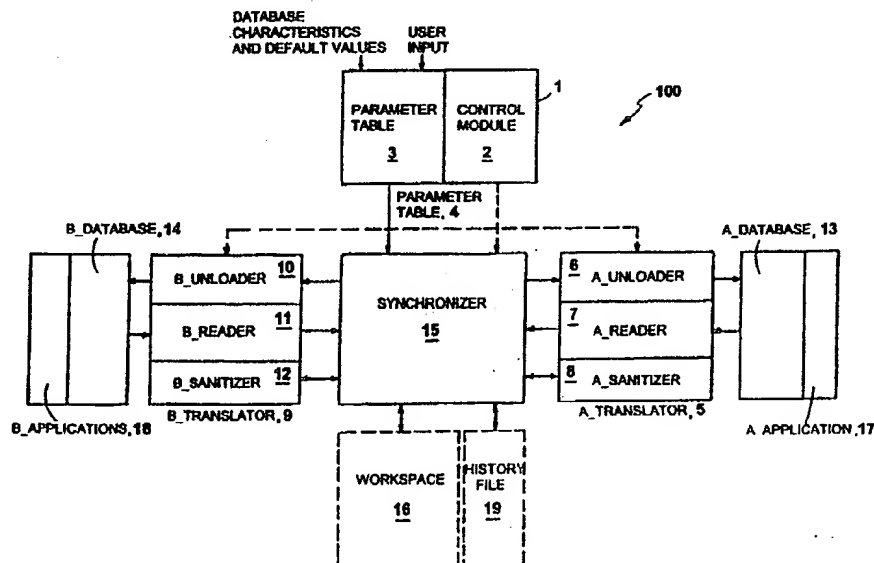 DATABASE
CHARACTERISTICS
AND DEFAULT VALUES
USER
INPUT
1
100
PARAMETER
TABLE
3
CONTROL
MODULE
2
PARAMETER
TABLE, 4
B_DATABASE, 14
A_DATABASE, 13
B_UNLOADER 10
B_READER 11
B_SANITIZER 12
SYNCHRONIZER
15
6 A_UNLOADER
7 A_READER
8 A_SANITIZER
B_APPLICATIONS, 18
B_TRANSLATOR, 9
A_TRANSLATOR, 5
A APPLICATION, 17
WORKSPACE
16
HISTORY
FILE
19